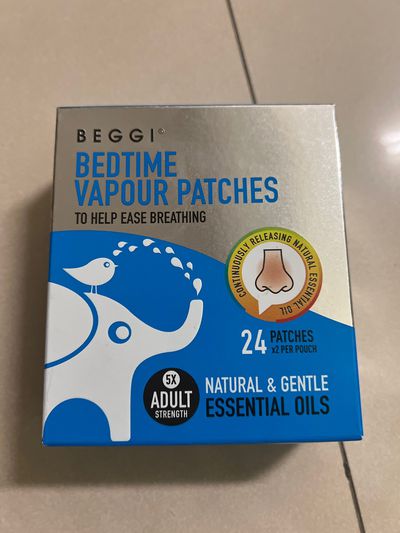 BEGGI®
BEDTIME
VAPOUR PATCHES
TO HELP EASE BREATHING
CONTINUOUSLY RELEASING NATURAL ESSENTIAL OIL
24 PATCHES
x2 PER POUCH
5X
ADULT
STRENGTH
NATURAL & GENTLE
ESSENTIAL OILS